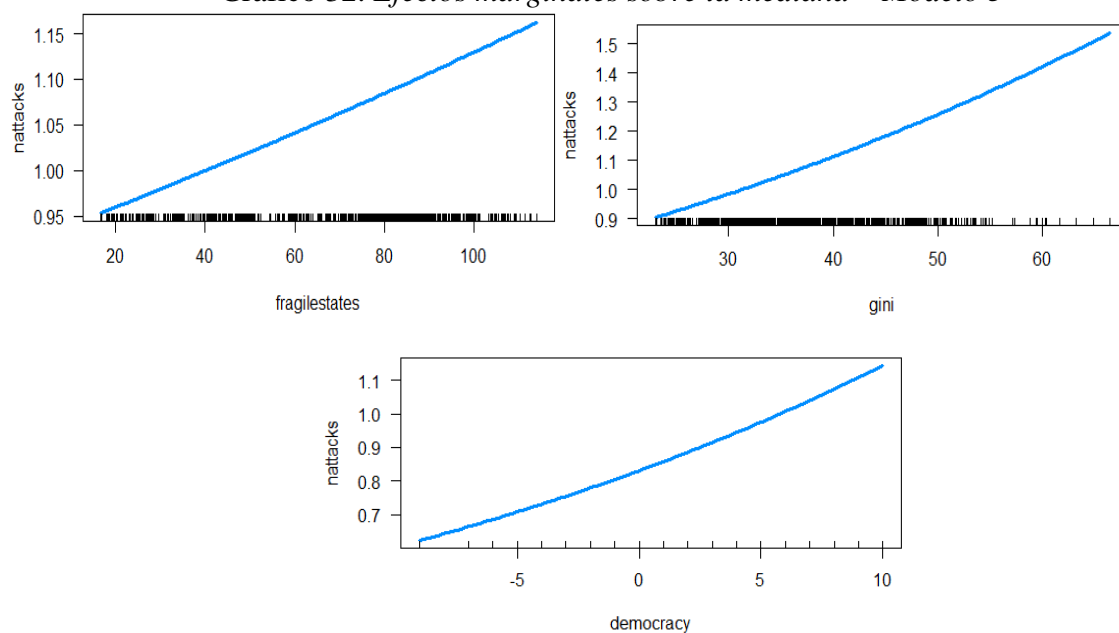 Gráfico 32. Efectos marginales sobre la mediana – Modelo
1.15
1.10
1.05
1.00
0.95
nattacks
20 40 60 80 100
fragilestates
1.5
1.4
1.3
1.2
1.1
1.0
0.9
nattacks
30 40 50 60
gini
1.1
1.0
0.9
0.8
0.7
nattacks
-5 0 5 10
democracy